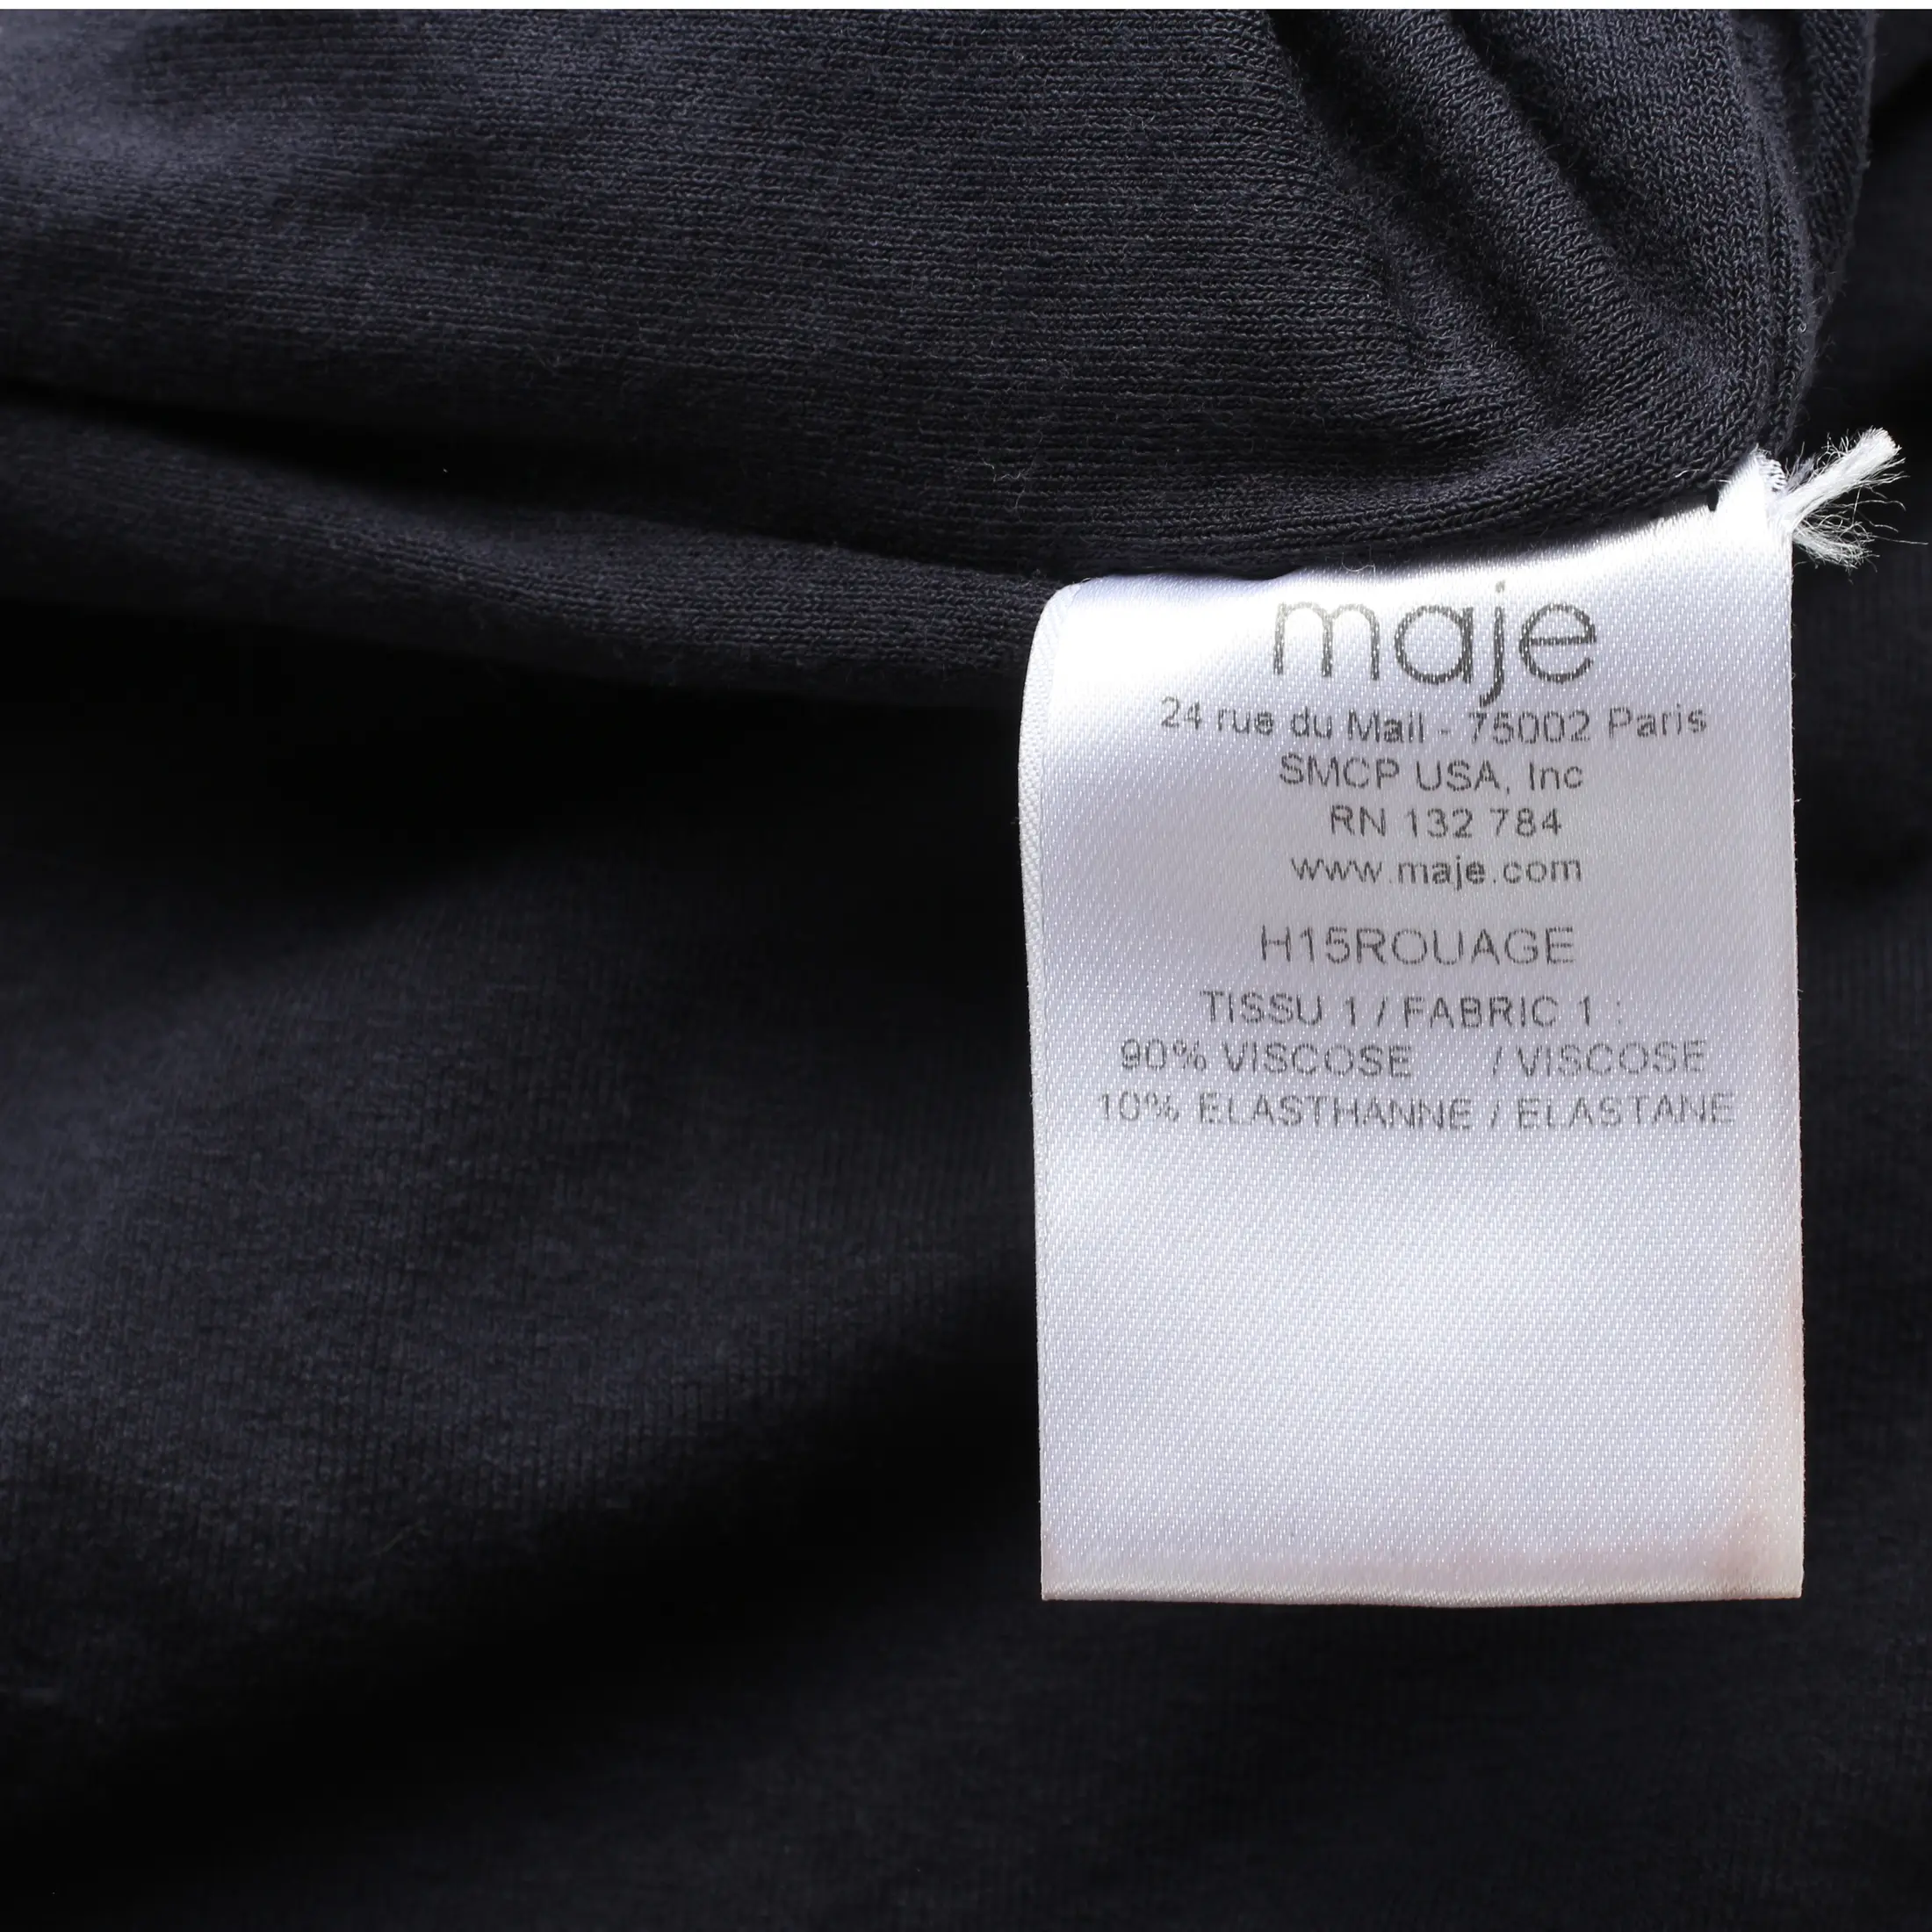 maje
24 rue du Mail - 75002 Paris
SMCP USA, Inc
RN 132 784
www.maje.com
H15ROUAGE
TISSU 1 / FABRIC 1 :
90% VISCOSE / VISCOSE
10% ELASTHANNE / ELASTANE